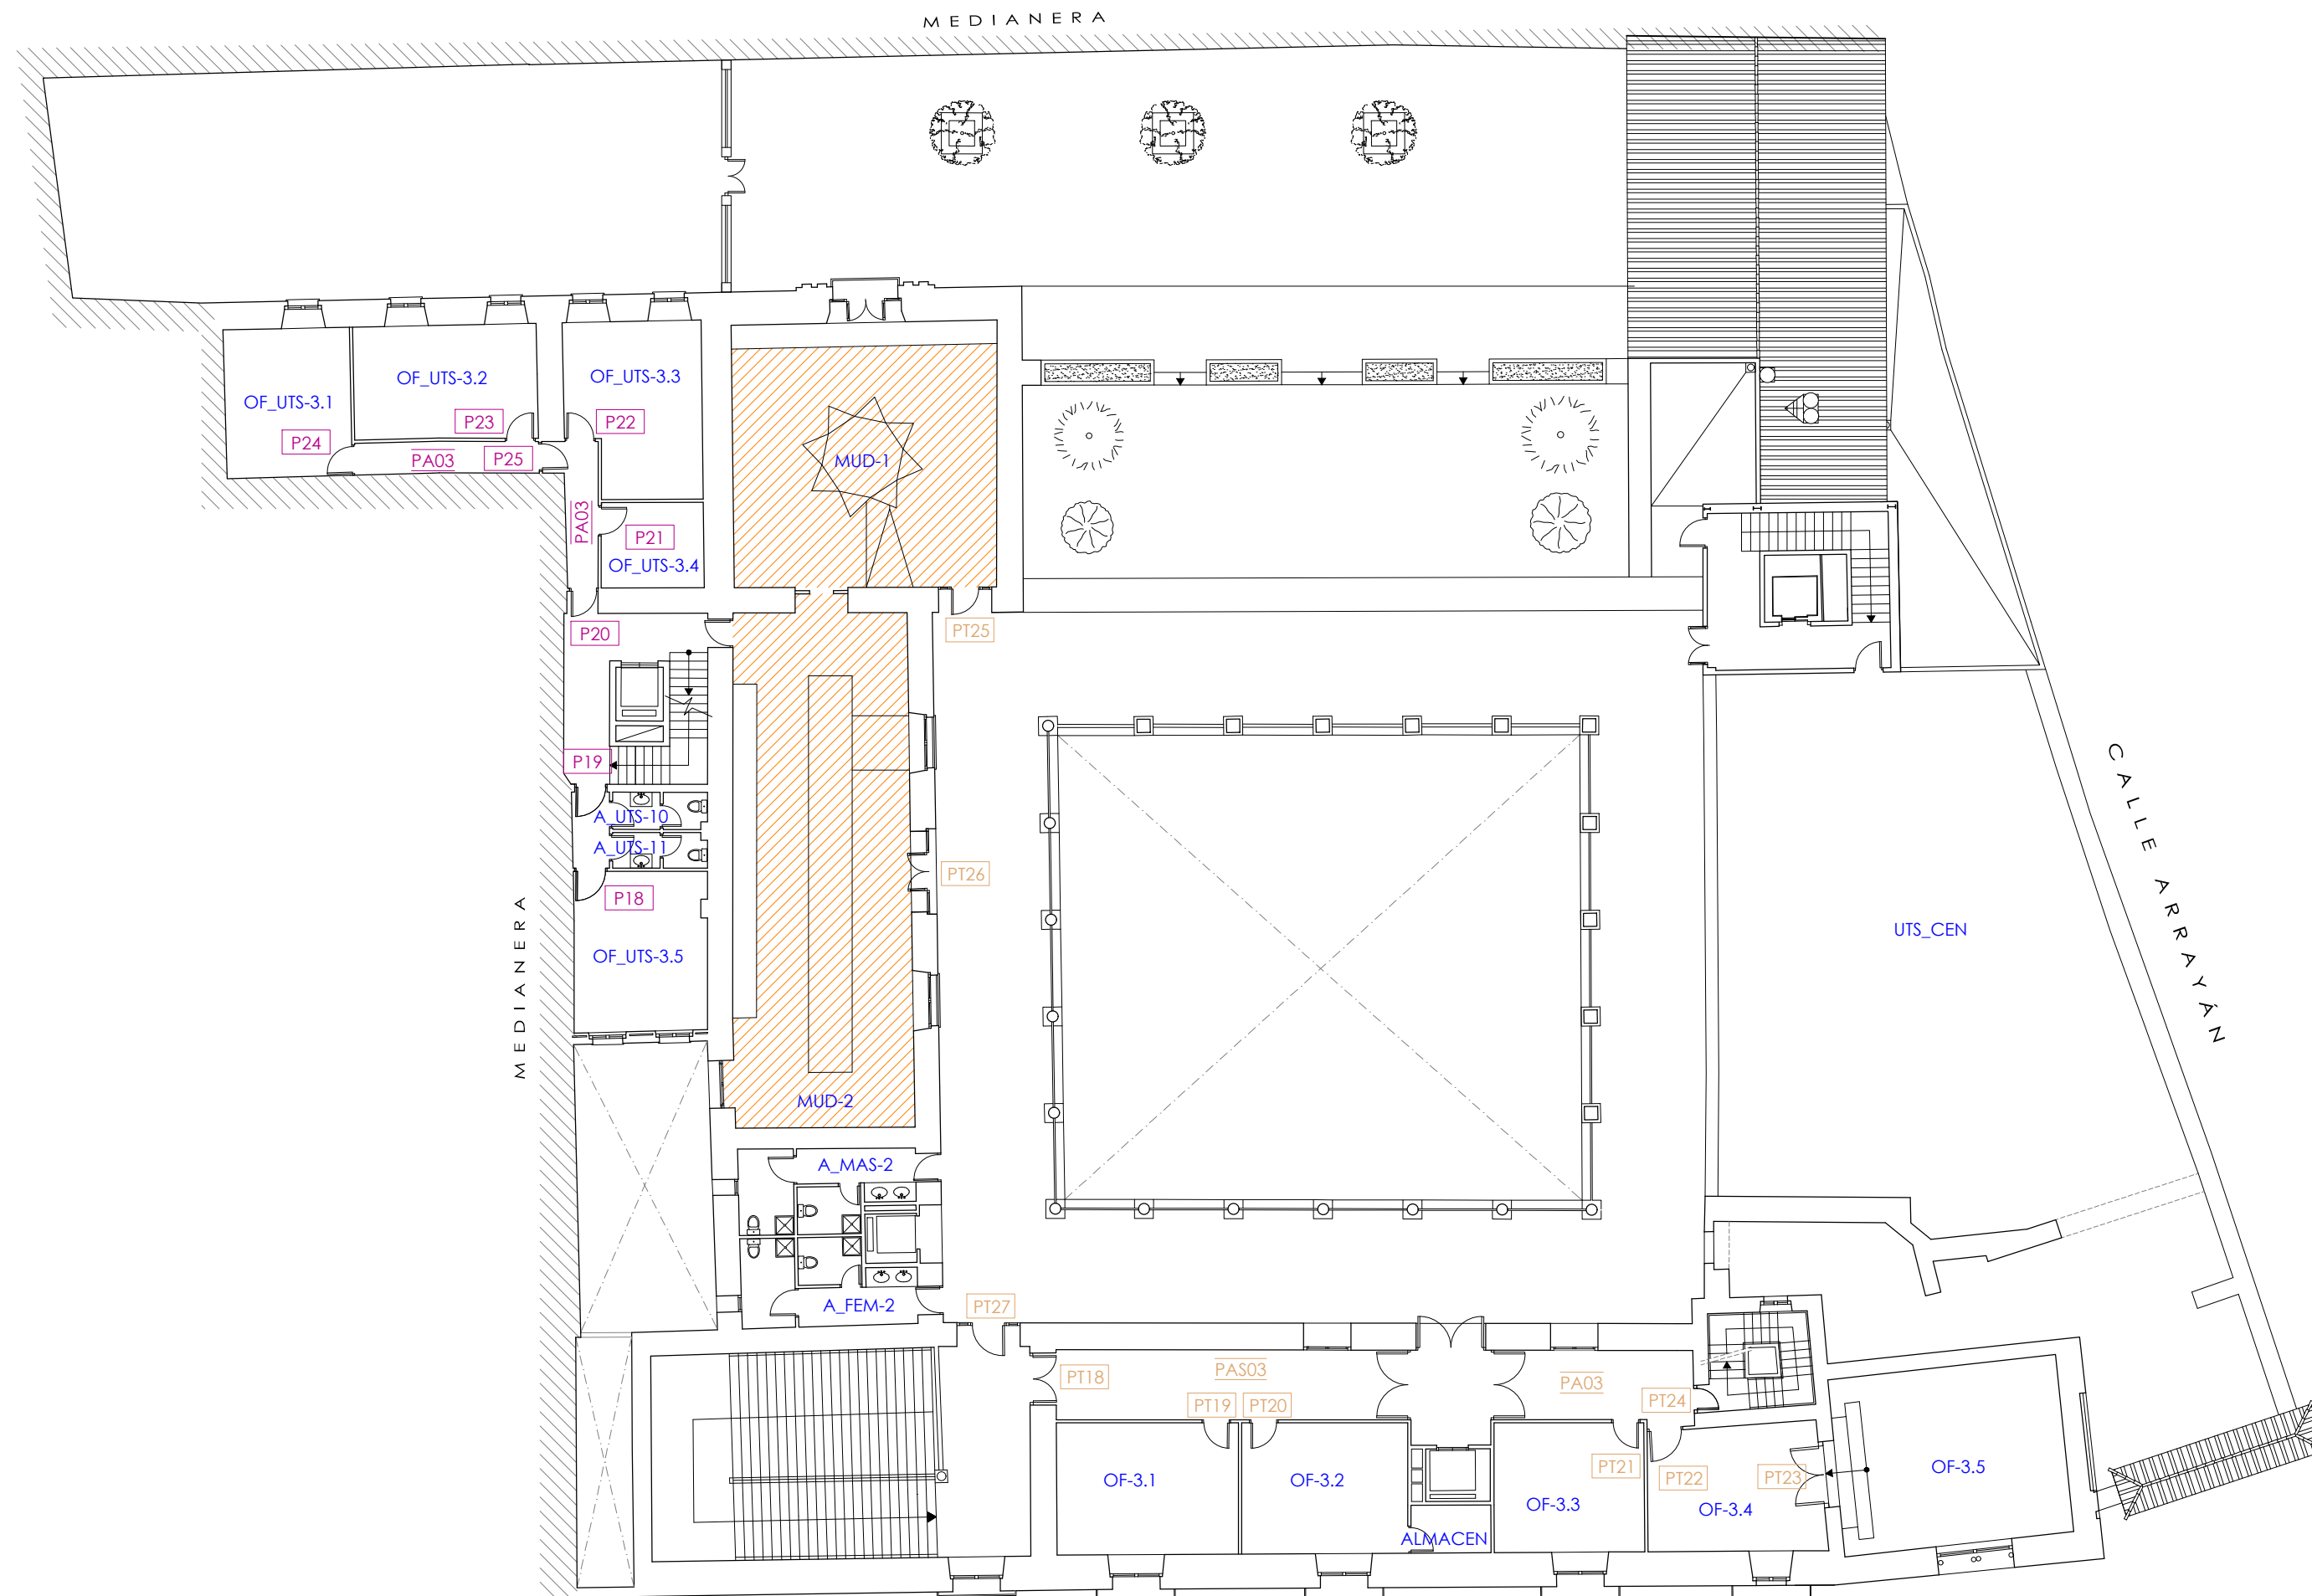 MEDIANERA
OF_UTS-3.1
OF_UTS-3.2
OF_UTS-3.3
P24
P23
P22
PA03
P25
MUD-1
PA03
P21
OF_UTS-3.4
P20
PT25
P19
A_UTS-10
A_UTS-11
P18
PT26
OF_UTS-3.5
MEDIANERA
UTS_CEN
CALLE ARRAYÁN
MUD-2
A_MAS-2
A_FEM-2
PT27
PT18
PAS03
PA03
PT19
PT20
PT24
OF-3.1
OF-3.2
ALMACEN
OF-3.3
PT21
PT22
PT23
OF-3.4
OF-3.5